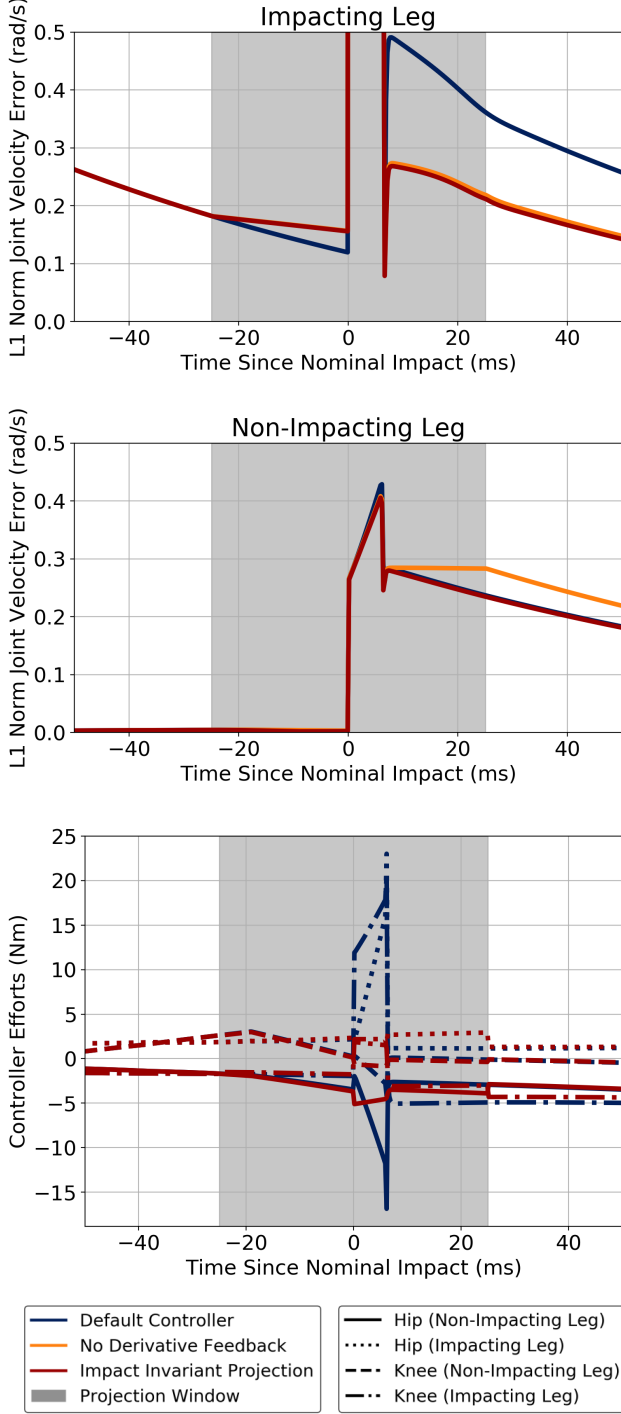 Impacting Leg
L1 Norm Joint Velocity Error (rad/s)
0.5
0.4
0.3
0.2
0.1
0.0
−40 −20 0 20 40
Time Since Nominal Impact (ms)
Non-Impacting Leg
L1 Norm Joint Velocity Error (rad/s)
0.5
0.4
0.3
0.2
0.1
0.0
−40 −20 0 20 40
Time Since Nominal Impact (ms)
Controller Efforts (Nm)
25
20
15
10
5
0
−5
−10
−15
−40 −20 0 20 40
Time Since Nominal Impact (ms)
Default Controller
No Derivative Feedback
Impact Invariant Projection
Projection Window
Hip (Non-Impacting Leg)
Hip (Impacting Leg)
Knee (Non-Impacting Leg)
Knee (Impacting Leg)